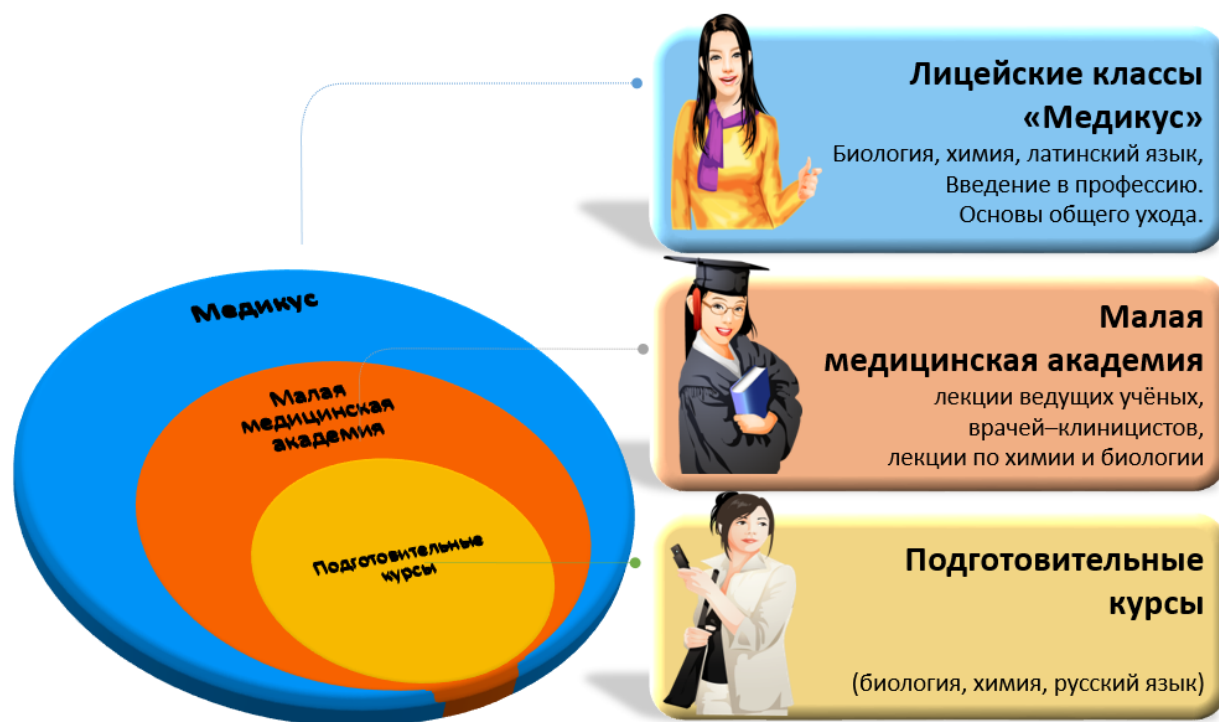 Лицейские классы
«Медикус»
Биология, химия, латинский язык,
Введение в профессию.
Основы общего ухода.
Медикус
Малая
медицинская
академия
Подготовительные
курсы
Малая
медицинская академия
лекции ведущих учёных,
врачей–клиницистов,
лекции по химии и биологии
Подготовительные
курсы
(биология, химия, русский язык)